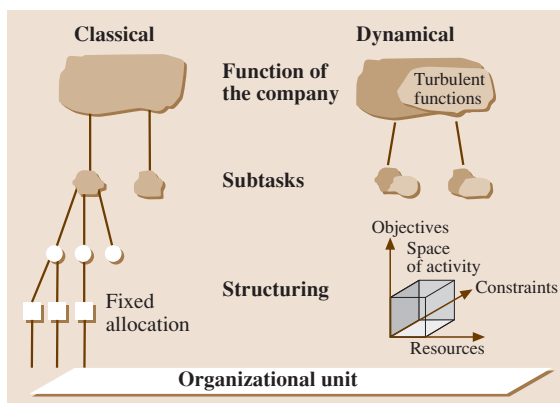 Classical
Dynamical
Function of
the company
Turbulent
functions
Subtasks
Objectives
Space
of activity
Structuring
Constraints
Fixed
allocation
Resources
Organizational unit